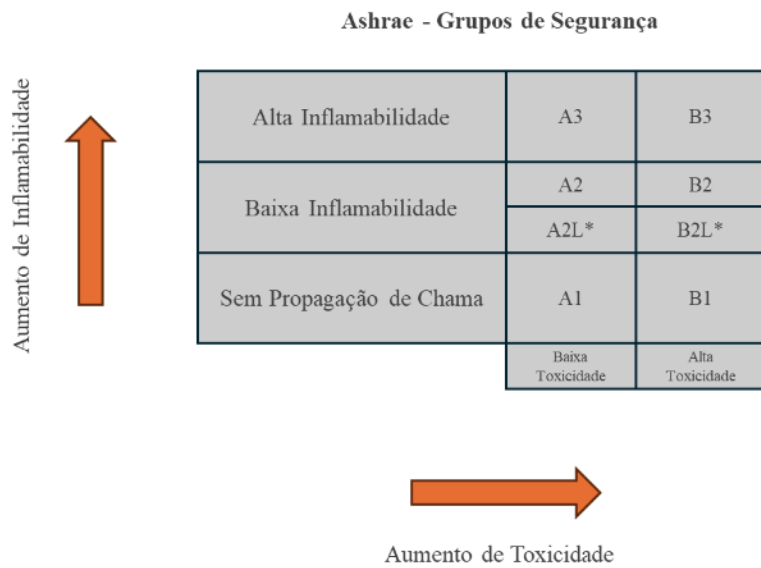 Ashrae - Grupos de Segurança
Aumento de Inflamabilidade
Alta Inflamabilidade
A3
B3
Baixa Inflamabilidade
A2
B2
A2L*
B2L*
Sem Propagação de Chama
A1
B1
Baixa
Toxicidade
Alta
Toxicidade
Aumento de Toxicidade